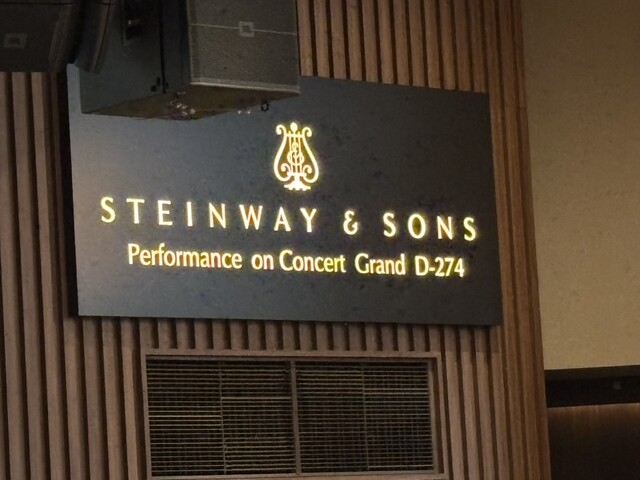 STEINWAY & SONS
Performance on Concert Grand D-274